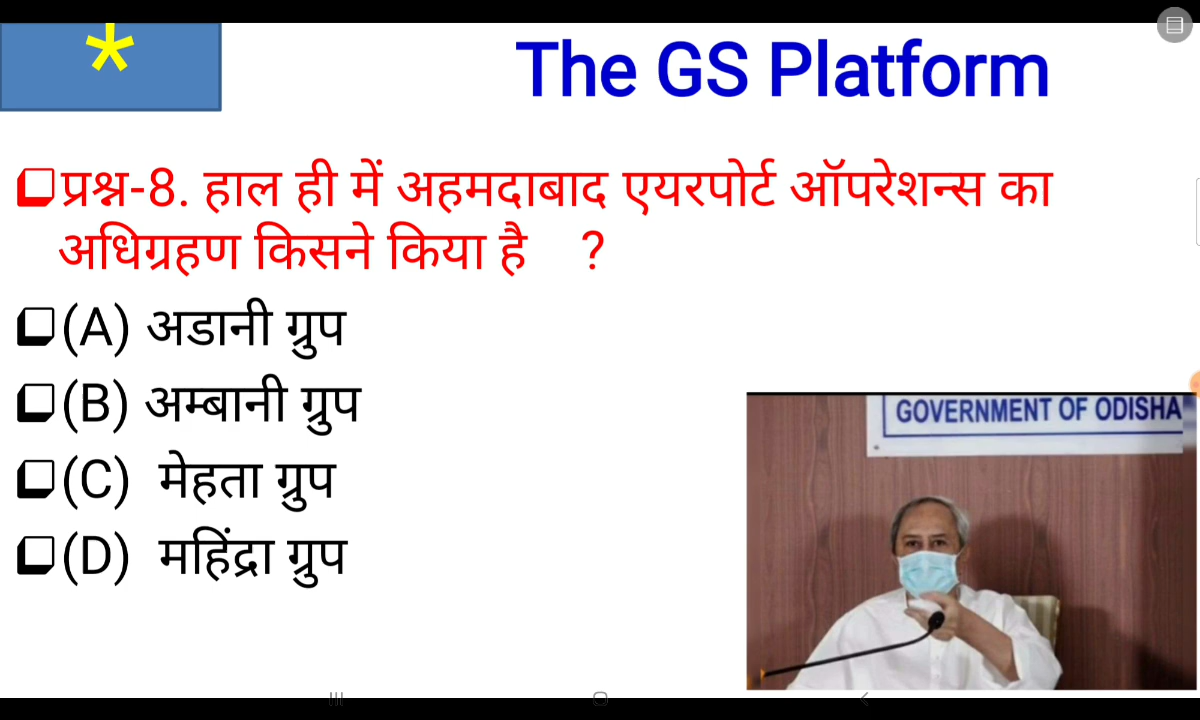 *
The GS Platform
प्रश्न-8. हाल ही में अहमदाबाद एयरपोर्ट ऑपरेशन्स का
अधिग्रहण किसने किया है ?
(A) अडानी ग्रुप
(B) अम्बानी ग्रुप
(C) मेहता ग्रुप
(D) महिंद्रा ग्रुप
GOVERNMENT OF ODISHA